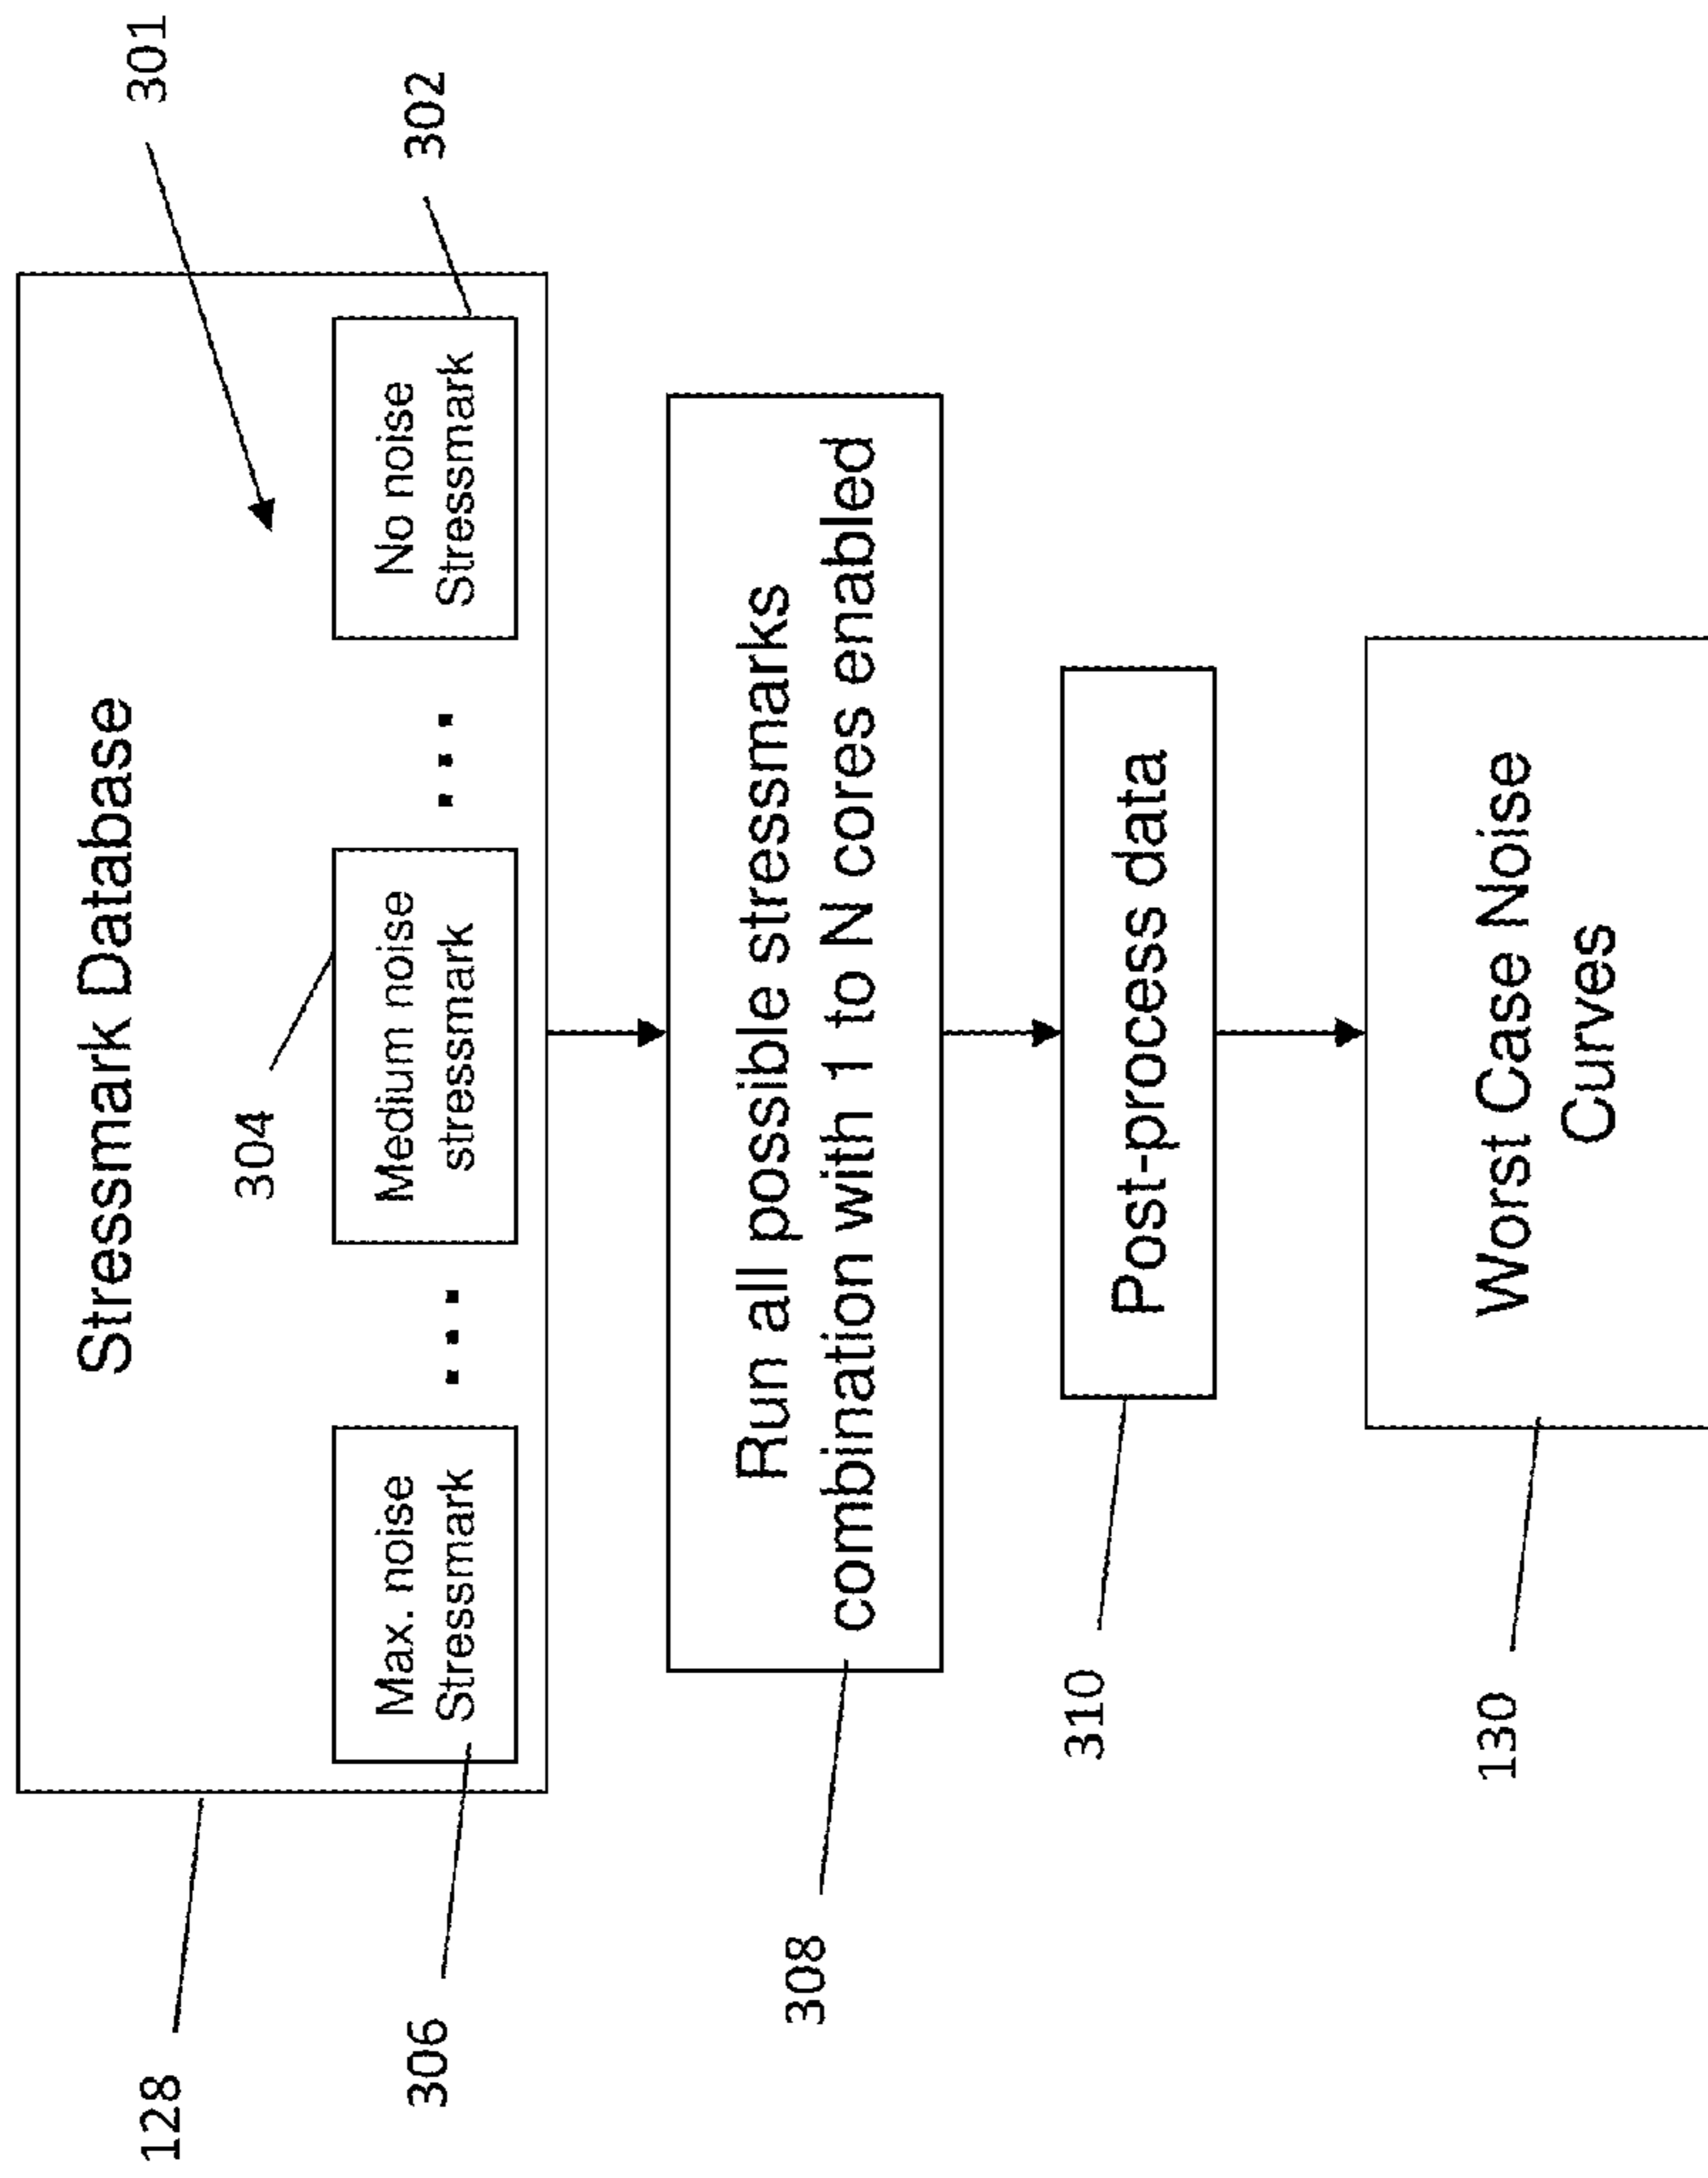 301
128
Stressmark Database
304
302
306
Max. noise
Stressmark
...
Medium noise
stressmark
...
No noise
Stressmark
308
Run all possible stressmarks
combination with 1 to N cores enabled
310
Post-process data
130
Worst Case Noise
Curves